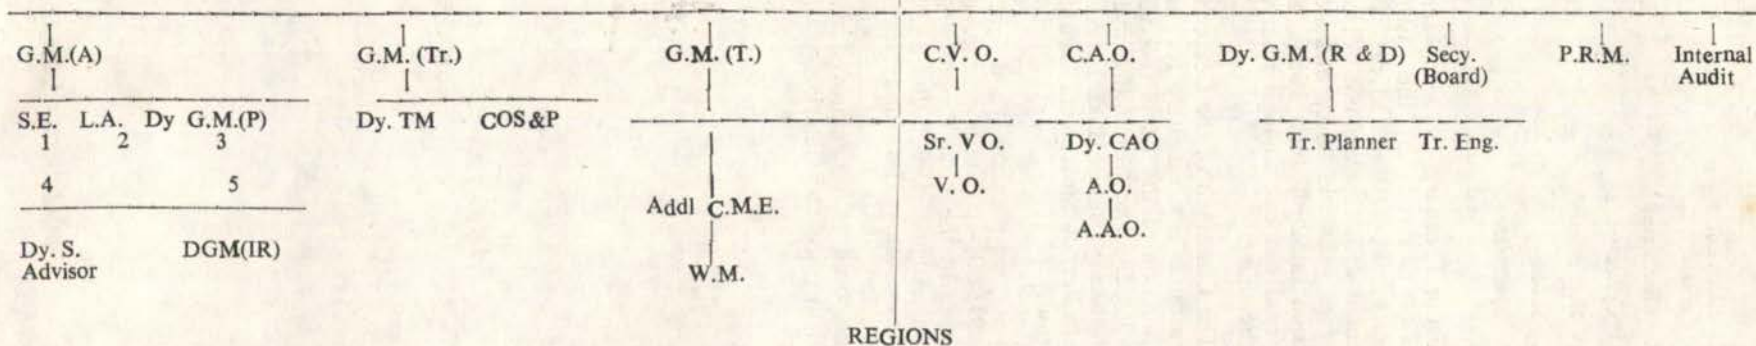 G.M.(A) G.M. (Tr.) G.M. (T.) C.V. O. C.A.O. Dy. G.M. (R & D) Secy. P.R.M. Internal
(Board) Audit
S.E. L.A. Dy G.M.(P) Dy. TM COS&P Sr. V O. Dy. CAO Tr. Planner Tr. Eng.
1 2 3
4 5 V. O. A.O.
Addl C.M.E.
A.A.O.
Dy. S. DGM(IR)
Advisor W.M.
REGIONS